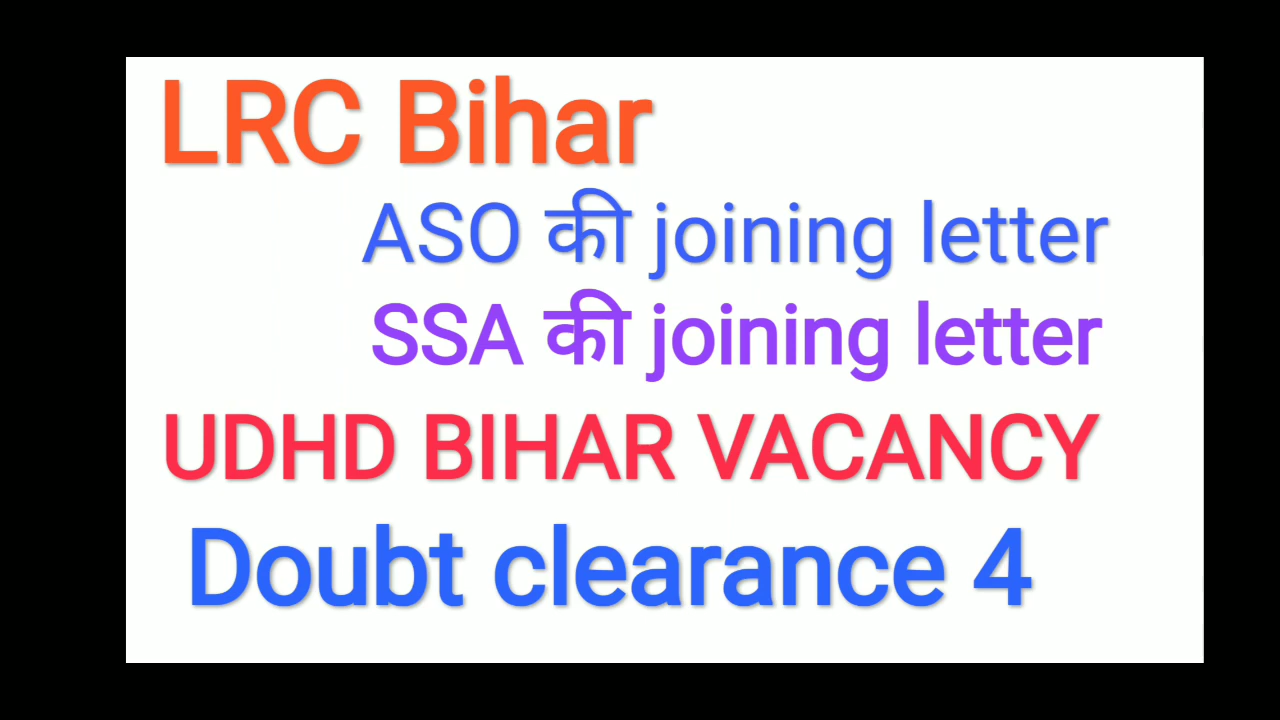 LRC Bihar
ASO की joining letter
SSA की joining letter
UDHD BIHAR VACANCY
Doubt clearance 4